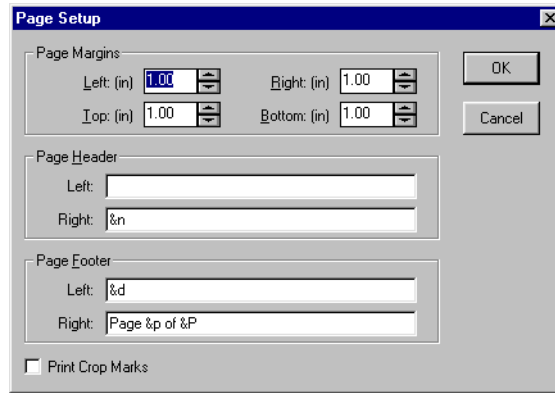 Page Setup
Page Margins
Left: (in) 1.00 Right: (in) 1.00 OK
Top: (in) 1.00 Bottom: (in) 1.00 Cancel
Page Header
Left:
Right: &n
Page Footer
Left: &d
Right: Page &p of &P
Print Crop Marks